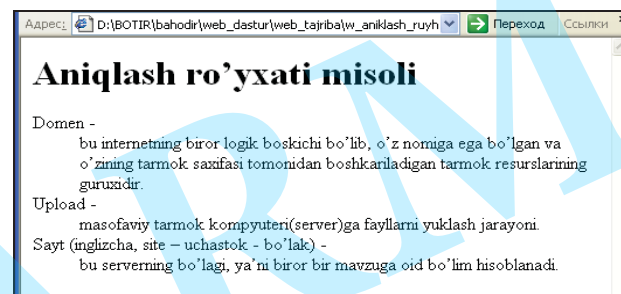 Адрес: D:\BOTIR\bahodir\web_dastur\web_tajriba\w_aniklash_ruyh Переход Ссылки
Aniqlash ro’yxati misoli
Domen -
bu internetning biror logik boskichi bo’lib, o’z nomiga ega bo’lgan va
o’zining tarmok saxifasi tomonidan boshkariladigan tarmok resurslarining
guruxidir.
Upload -
masofaviy tarmok kompyuteri(server)ga fayllarni yuklash jarayoni.
Sayt (inglizcha, site – uchastok - bo’lak) -
bu serverning bo’lagi, ya’ni biror bir mavzuga oid bo’lim hisoblanadi.